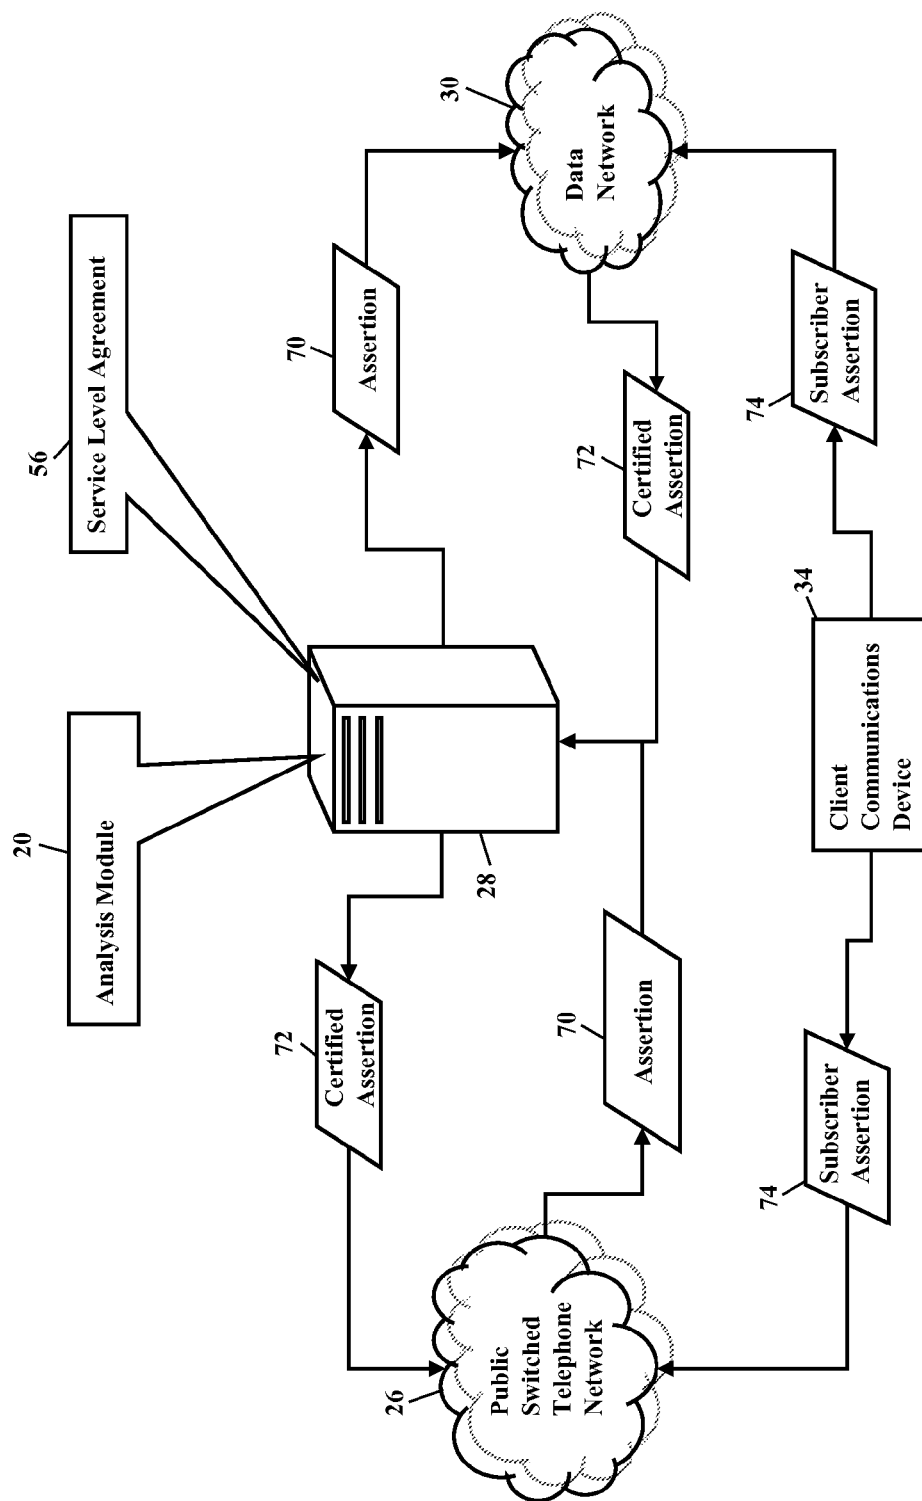 20
Analysis Module
56
Service Level Agreement
72
Certified
Assertion
28
70
Assertion
30
Data
Network
26
Public
Switched
Telephone
Network
70
Assertion
72
Certified
Assertion
74
Subscriber
Assertion
34
Client
Communications
Device
74
Subscriber
Assertion